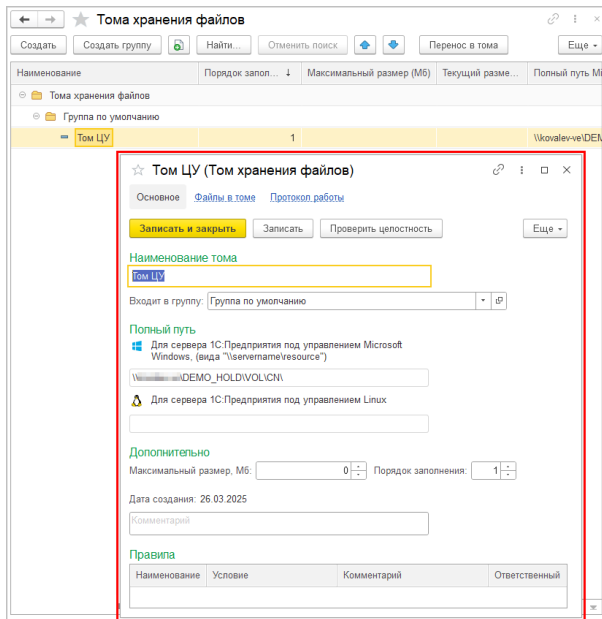 Тома хранения файлов
Создать Создать группу Найти... Отменить поиск Перенос в тома Еще
Наименование Порядок запол... ↓ Максимальный размер (Мб) Текущий разме... Полный путь Mi
Тома хранения файлов
Группа по умолчанию
Том ЦУ 1 \\kovalev-ve\DEM
Том ЦУ (Том хранения файлов)
Основное Файлы в томе Протокол работы
Записать и закрыть Записать Проверить целостность Еще
Наименование тома
Том ЦУ
Входит в группу: Группа по умолчанию
Полный путь
Для сервера 1С:Предприятия под управлением Microsoft
Windows, (вида "\\servername\resource")
\DEMO_HOLD\VOL\CN\
Для сервера 1С:Предприятия под управлением Linux
Дополнительно
Максимальный размер, Мб: 0 Порядок заполнения: 1
Дата создания: 26.03.2025
Комментарий
Правила
Наименование Условие Комментарий Ответственный